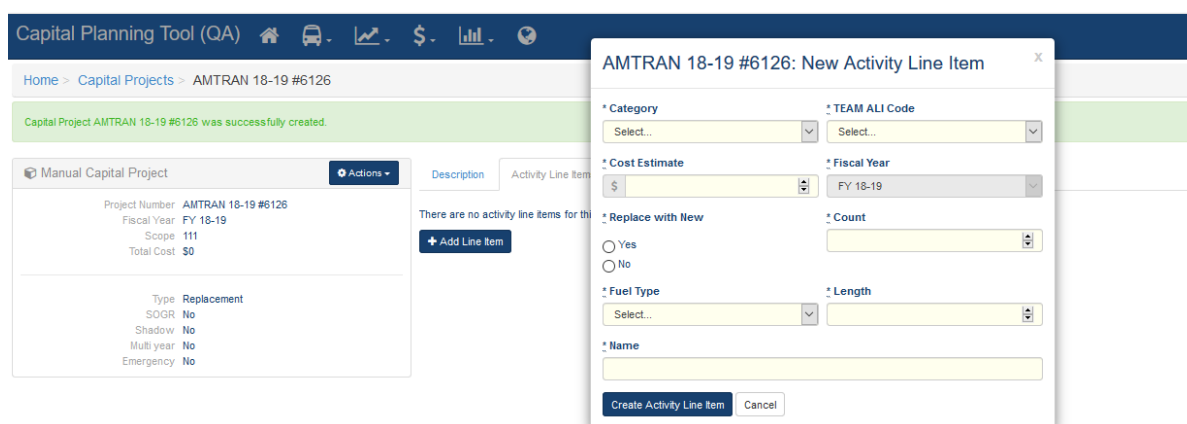 Capital Planning Tool (QA)
Home > Capital Projects > AMTRAN 18-19 #6126
Capital Project AMTRAN 18-19 #6126 was successfully created.
Manual Capital Project
Actions
Project Number AMTRAN 18-19 #6126
Fiscal Year FY 18-19
Scope 111
Total Cost $0
Type Replacement
SOGR No
Shadow No
Multi year No
Emergency No
Description
Activity Line Item
There are no activity line items for thi
+ Add Line Item
AMTRAN 18-19 #6126: New Activity Line Item
x
* Category
Select...
* TEAM ALI Code
Select...
* Cost Estimate
$
* Fiscal Year
FY 18-19
* Replace with New
Yes
No
* Count
* Fuel Type
Select...
* Length
* Name
Create Activity Line Item
Cancel